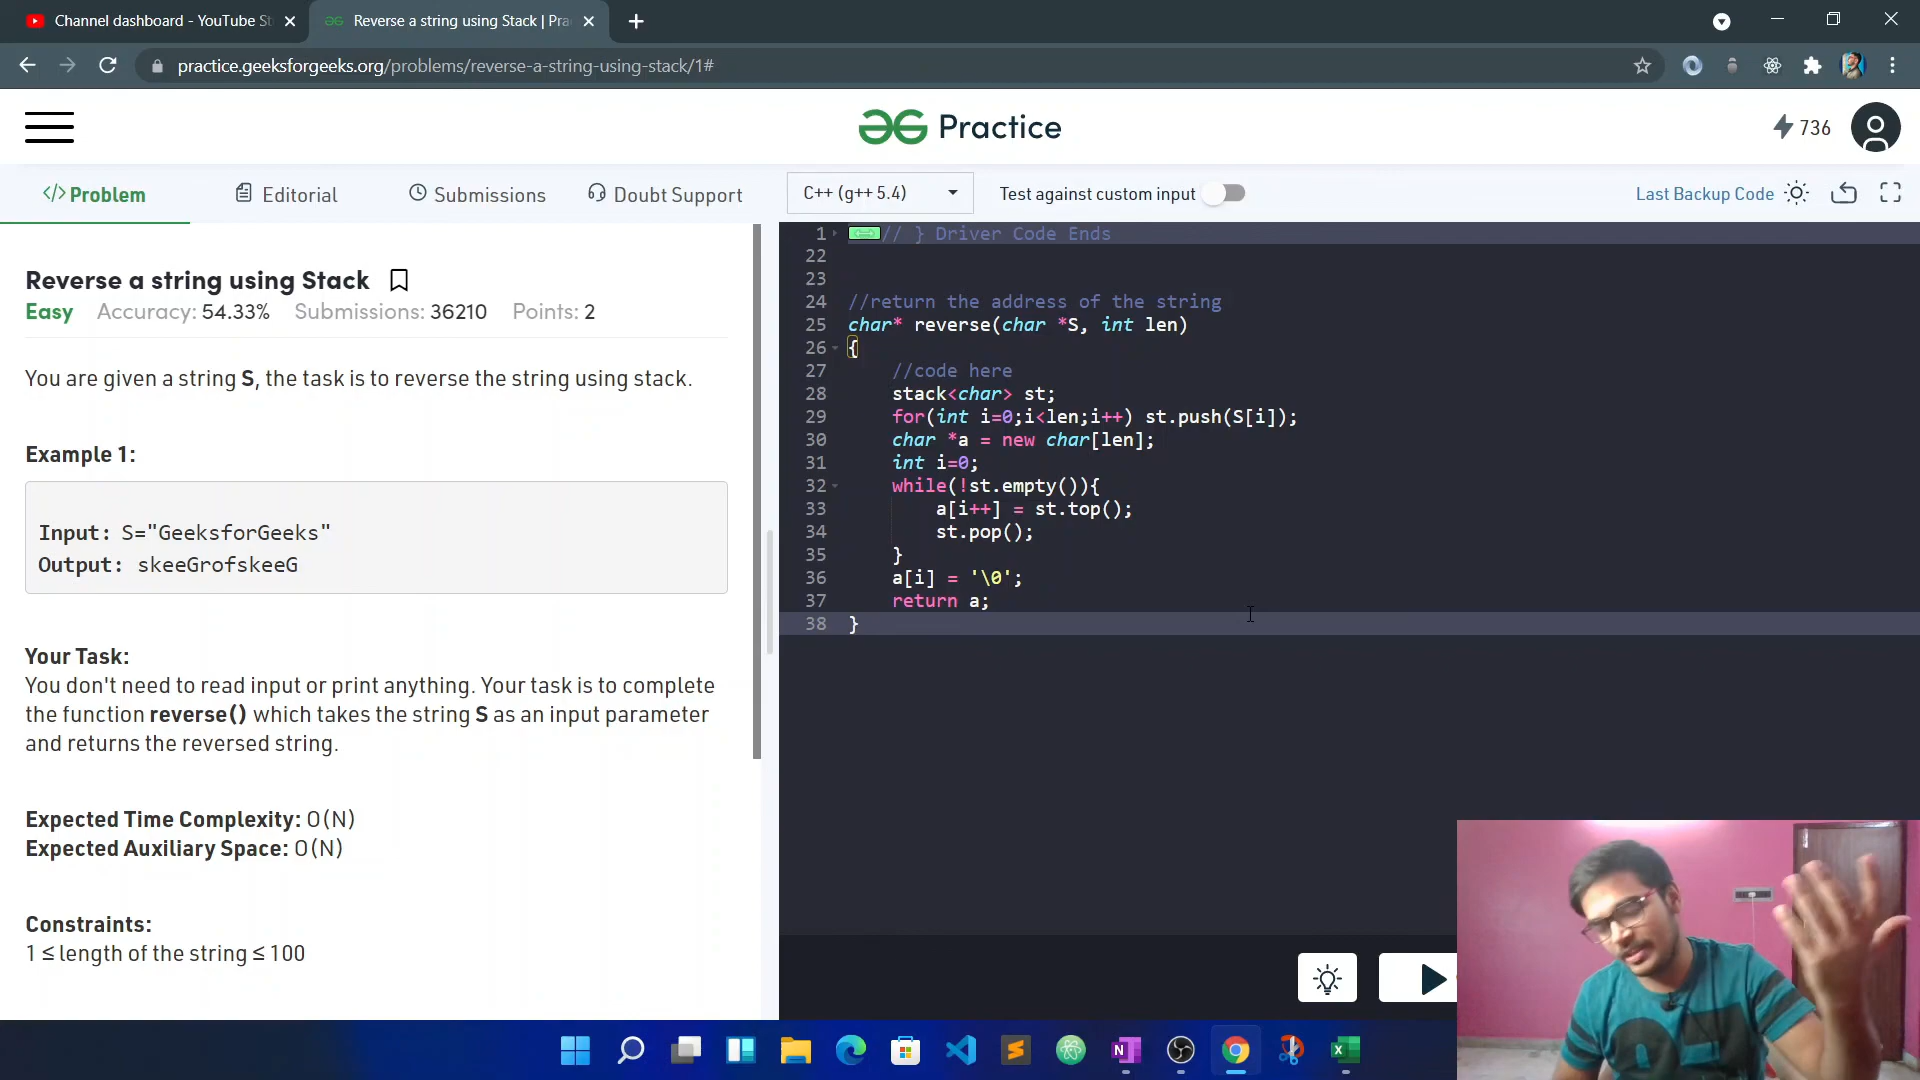 Channel dashboard - YouTube St
Reverse a string using Stack | Pra
practice.geeksforgeeks.org/problems/reverse-a-string-using-stack/1#
Practice
736
</>Problem
Editorial
Submissions
Doubt Support
C++ (g++ 5.4)
Test against custom input
Last Backup Code
Reverse a string using Stack
Easy Accuracy: 54.33% Submissions: 36210 Points: 2
You are given a string S, the task is to reverse the string using stack.
Example 1:
Input: S="GeeksforGeeks"
Output: skeeGrofskeeG
Your Task:
You don't need to read input or print anything. Your task is to complete
the function reverse() which takes the string S as an input parameter
and returns the reversed string.
Expected Time Complexity: O(N)
Expected Auxiliary Space: O(N)
Constraints:
1 ≤ length of the string ≤ 100
1 // } Driver Code Ends
22
23
24 //return the address of the string
25 char* reverse(char *S, int len)
26 {
27 //code here
28 stack<char> st;
29 for(int i=0;i<len;i++) st.push(S[i]);
30 char *a = new char[len];
31 int i=0;
32 while(!st.empty()){
33 a[i++] = st.top();
34 st.pop();
35 }
36 a[i] = '\0';
37 return a;
38 }